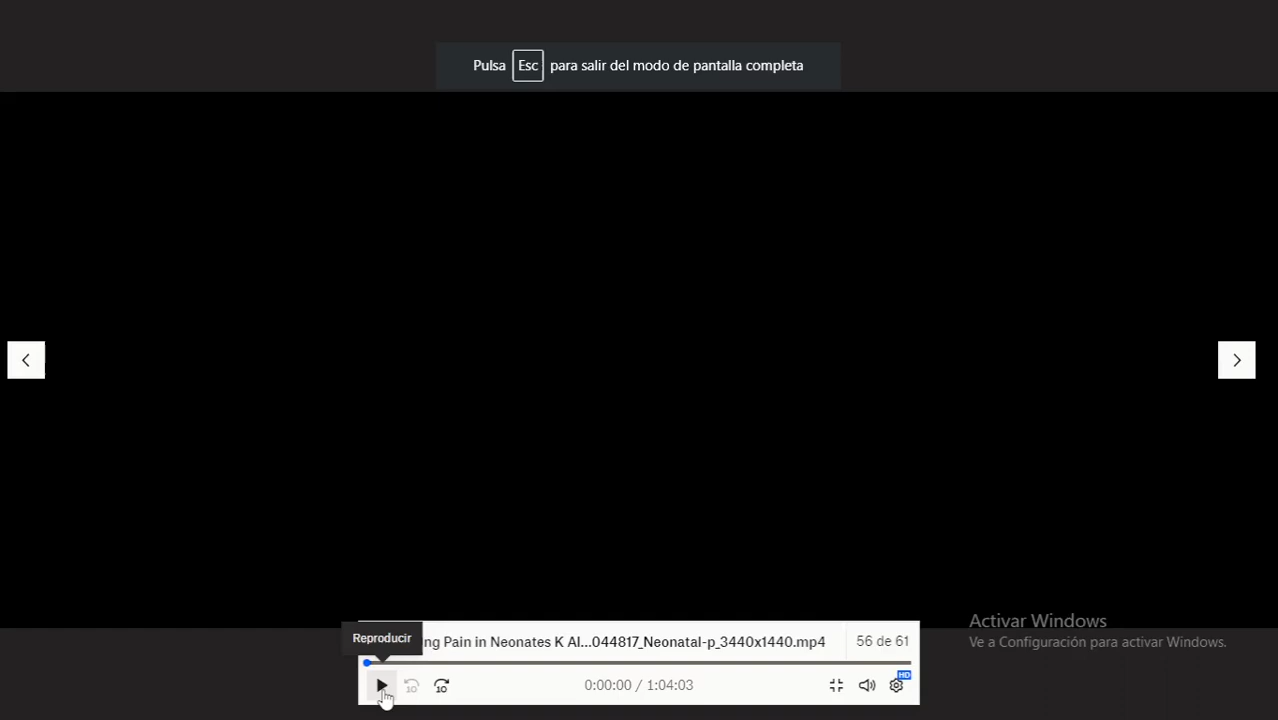 Pulsa Esc para salir del modo de pantalla completa
Activar Windows
Ve a Configuración para activar Windows.
Reproducir
ng Pain in Neonates K Al...044817_Neonatal-p_3440x1440.mp4 56 de 61
10 10 0:00:00 / 1:04:03 HD